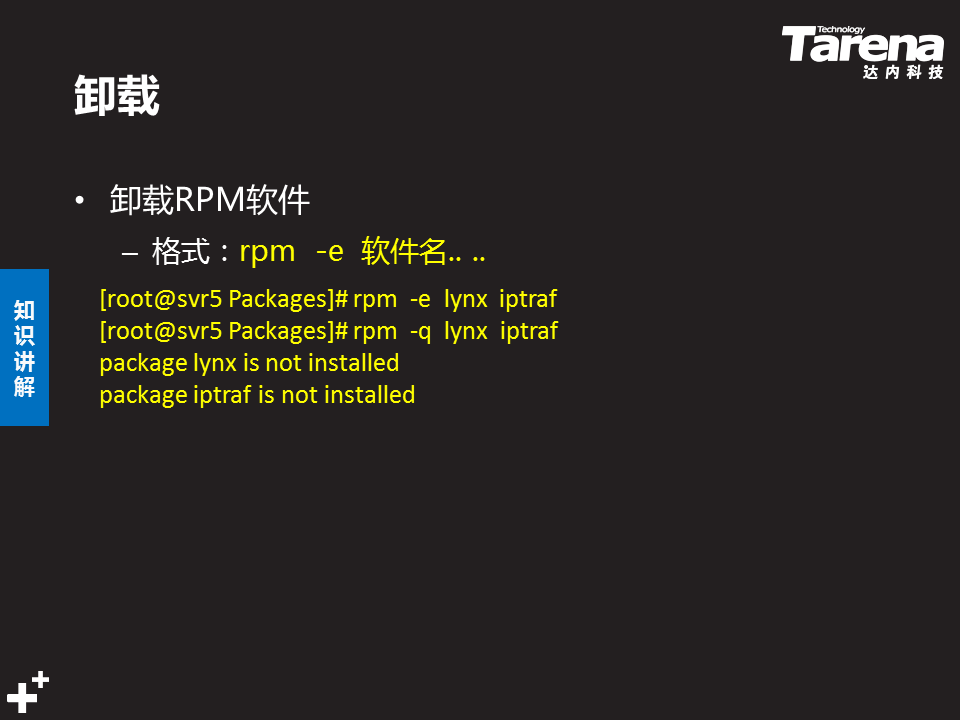 Technology
Tarena
达内科技
卸载
• 卸载RPM软件
– 格式：rpm -e 软件名.. ..
[root@svr5 Packages]# rpm -e lynx iptraf
[root@svr5 Packages]# rpm -q lynx iptraf
package lynx is not installed
package iptraf is not installed
知
识
讲
解